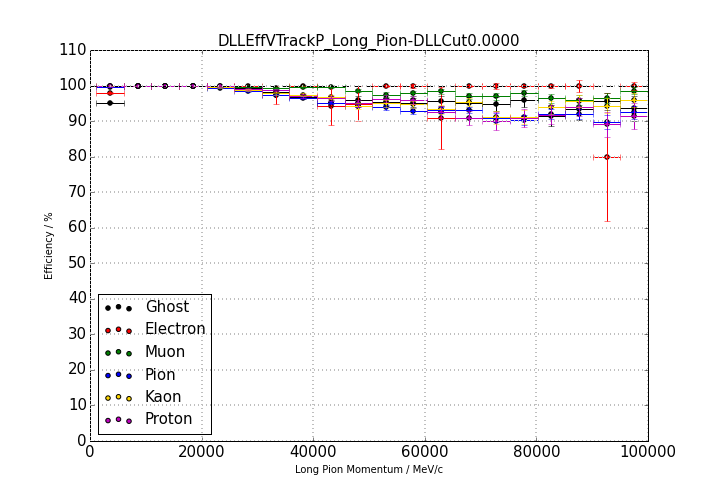 DLLEffVTrackP_Long_Pion-DLLCut0.0000
110
100
90
80
70
60
50
40
30
20
10
0
Efficiency / %
Ghost
Electron
Muon
Pion
Kaon
Proton
0 20000 40000 60000 80000 100000
Long Pion Momentum / MeV/c